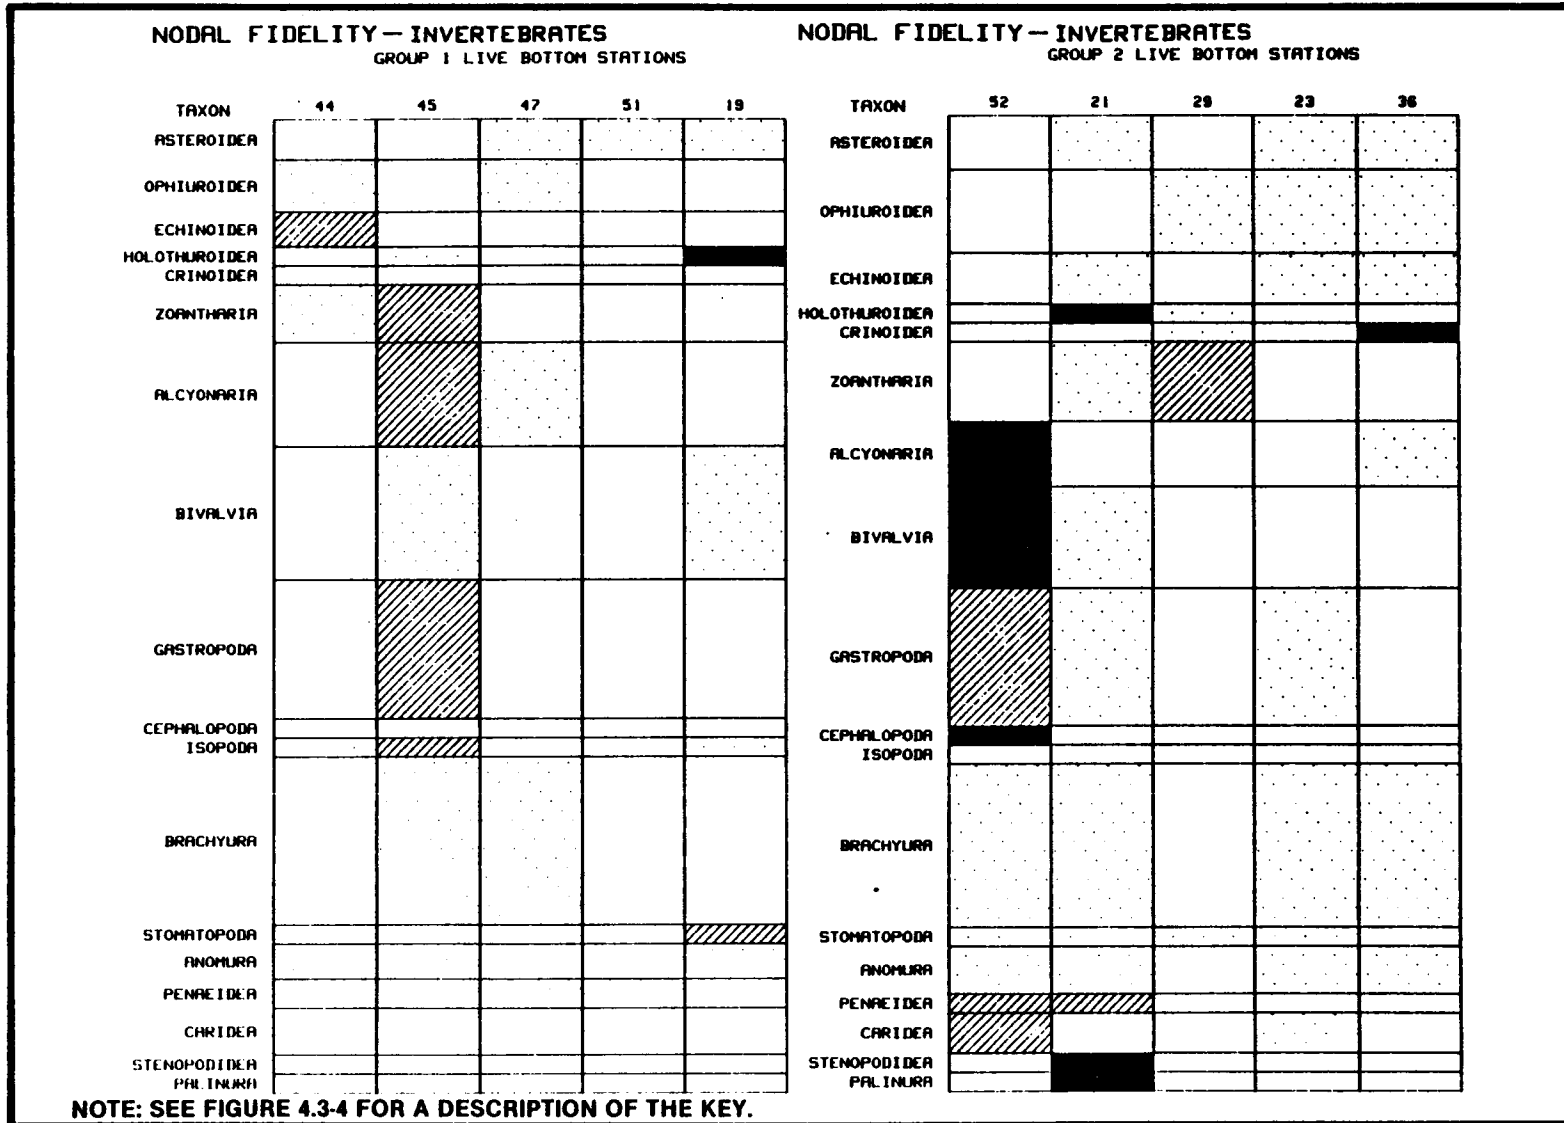 NODAL FIDELITY—INVERTEBRATES
GROUP 1 LIVE BOTTOM STATIONS
TAXON 44 45 47 51 19
ASTEROIDEA
OPHIUROIDEA
ECHINOIDEA
HOLOTHUROIDEA
CRINOIDEA
ZOANTHARIA
ALCYONARIA
BIVALVIA
GASTROPODA
CEPHALOPODA
ISOPODA
BRACHYURA
STOMATOPODA
ANOMURA
PENAEIDEA
CARIDEA
STENOPODIDEA
PALINURA
NODAL FIDELITY—INVERTEBRATES
GROUP 2 LIVE BOTTOM STATIONS
TAXON 52 21 29 23 36
ASTEROIDEA
OPHIUROIDEA
ECHINOIDEA
HOLOTHUROIDEA
CRINOIDEA
ZOANTHARIA
ALCYONARIA
BIVALVIA
GASTROPODA
CEPHALOPODA
ISOPODA
BRACHYURA
STOMATOPODA
ANOMURA
PENAEIDEA
CARIDEA
STENOPODIDEA
PALINURA
NOTE: SEE FIGURE 4.3-4 FOR A DESCRIPTION OF THE KEY.